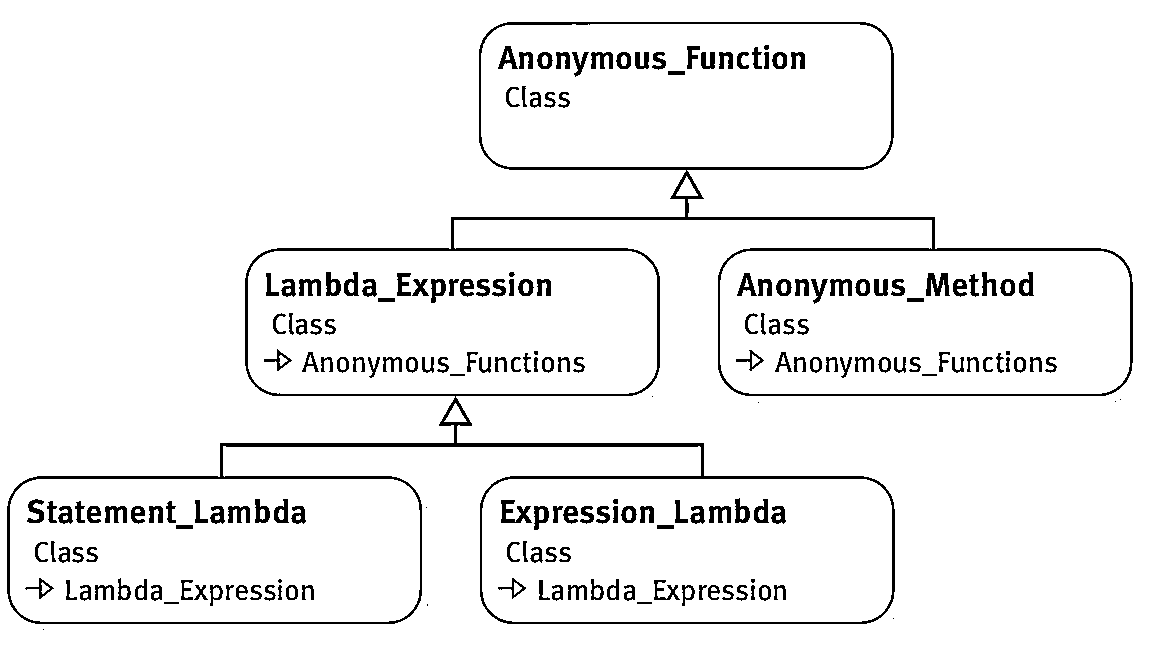 Anonymous_Function
Class
Lambda_Expression
Class
Anonymous_Functions
Anonymous_Method
Class
Anonymous_Functions
Statement_Lambda
Class
Lambda_Expression
Expression_Lambda
Class
Lambda_Expression